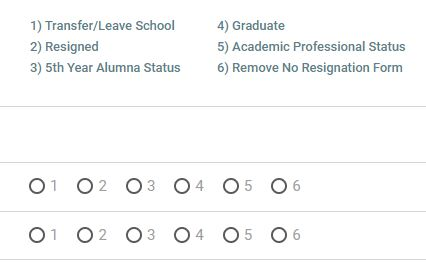 1) Transfer/Leave School 4) Graduate
2) Resigned 5) Academic Professional Status
3) 5th Year Alumna Status 6) Remove No Resignation Form
1 2 3 4 5 6
1 2 3 4 5 6